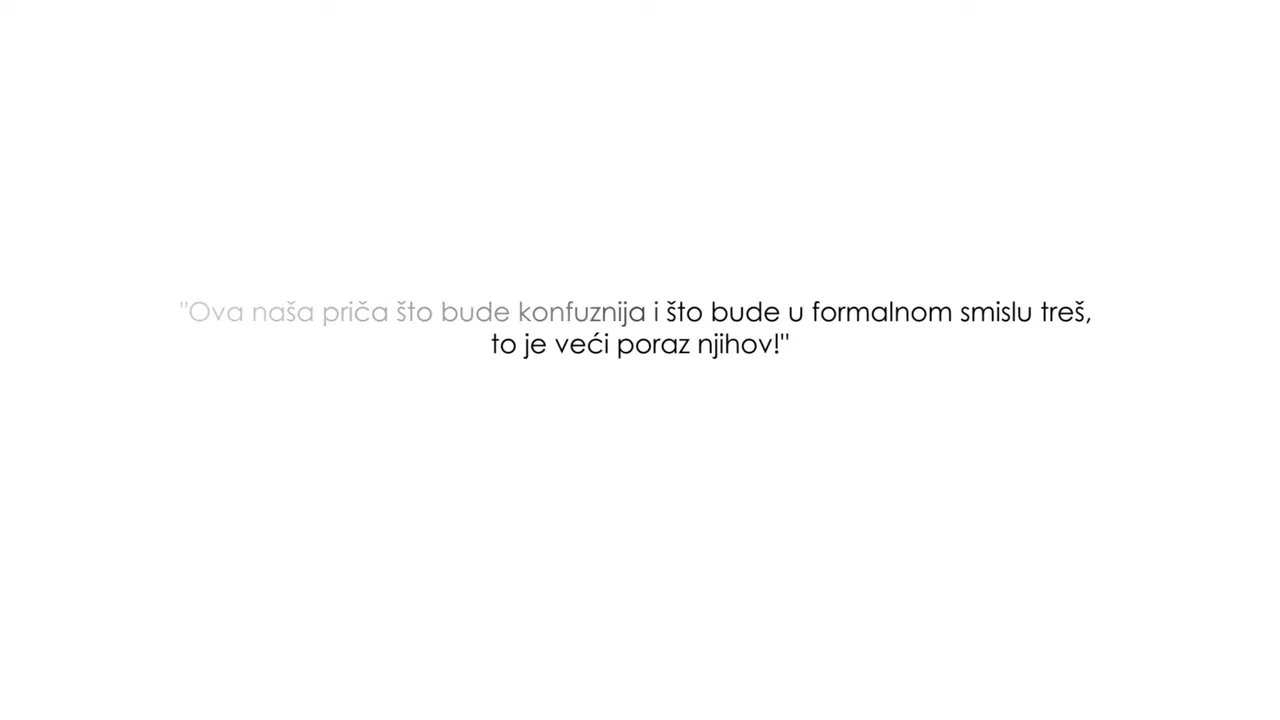 "Ova naša priča što bude konfuznija i što bude u formalnom smislu treš,
to je veći poraz njihov!"